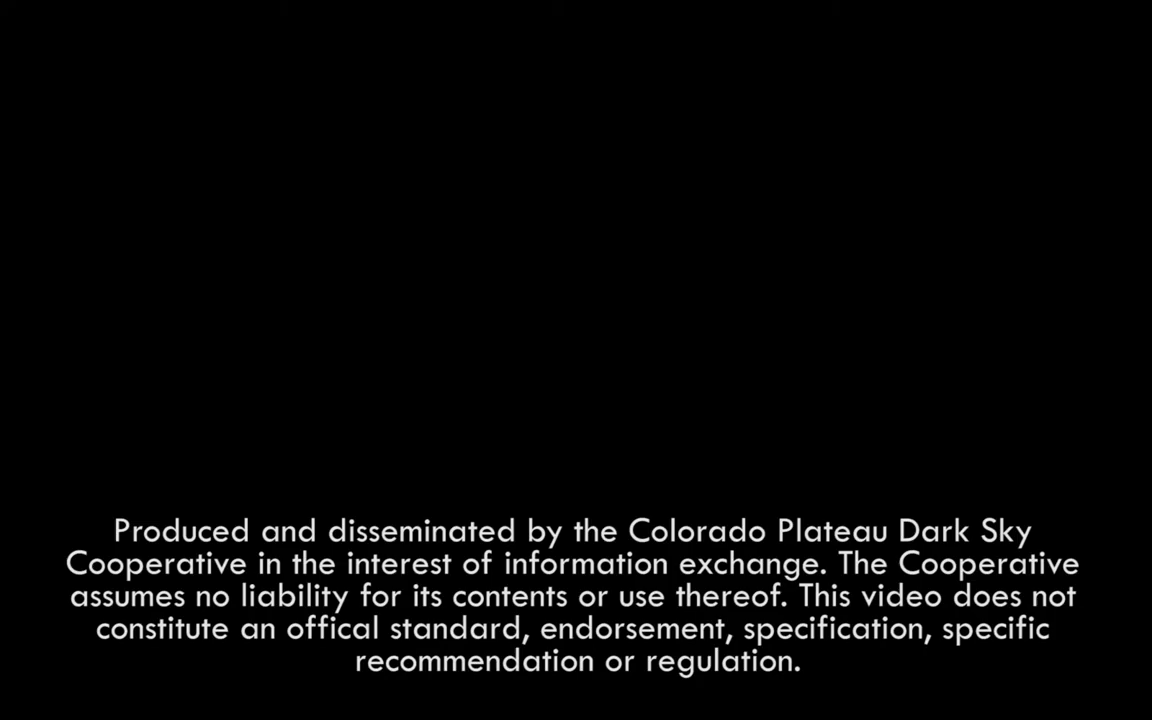 Produced and disseminated by the Colorado Plateau Dark Sky
Cooperative in the interest of information exchange. The Cooperative
assumes no liability for its contents or use thereof. This video does not
constitute an offical standard, endorsement, specification, specific
recommendation or regulation.